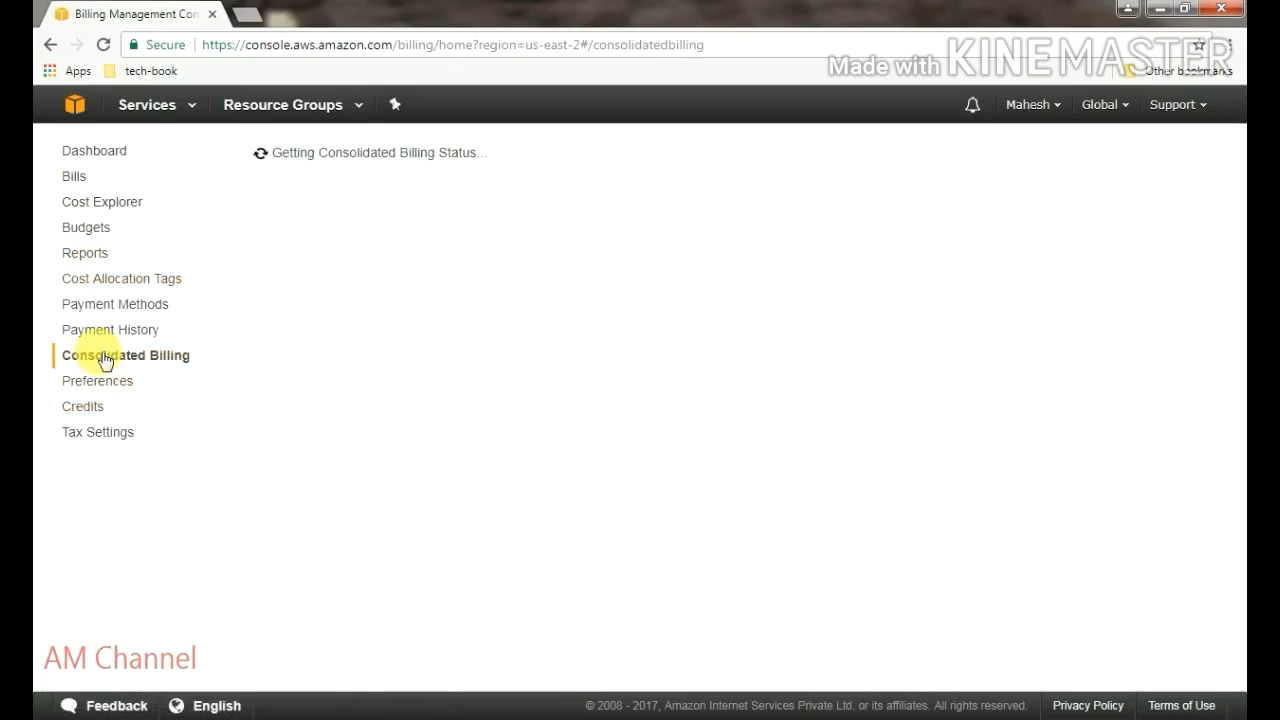 Billing Management Con
Secure
https://console.aws.amazon.com/billing/home?region=us-east-2#/consolidatedbilling
Made with KINEMASTER
Apps
tech-book
Other bookmarks
Services
Resource Groups
Mahesh
Global
Support
Dashboard
Getting Consolidated Billing Status...
Bills
Cost Explorer
Budgets
Reports
Cost Allocation Tags
Payment Methods
Payment History
Consolidated Billing
Preferences
Credits
Tax Settings
AM Channel
Feedback
English
© 2008 - 2017, Amazon Internet Services Private Ltd. or its affiliates. All rights reserved.
Privacy Policy
Terms of Use